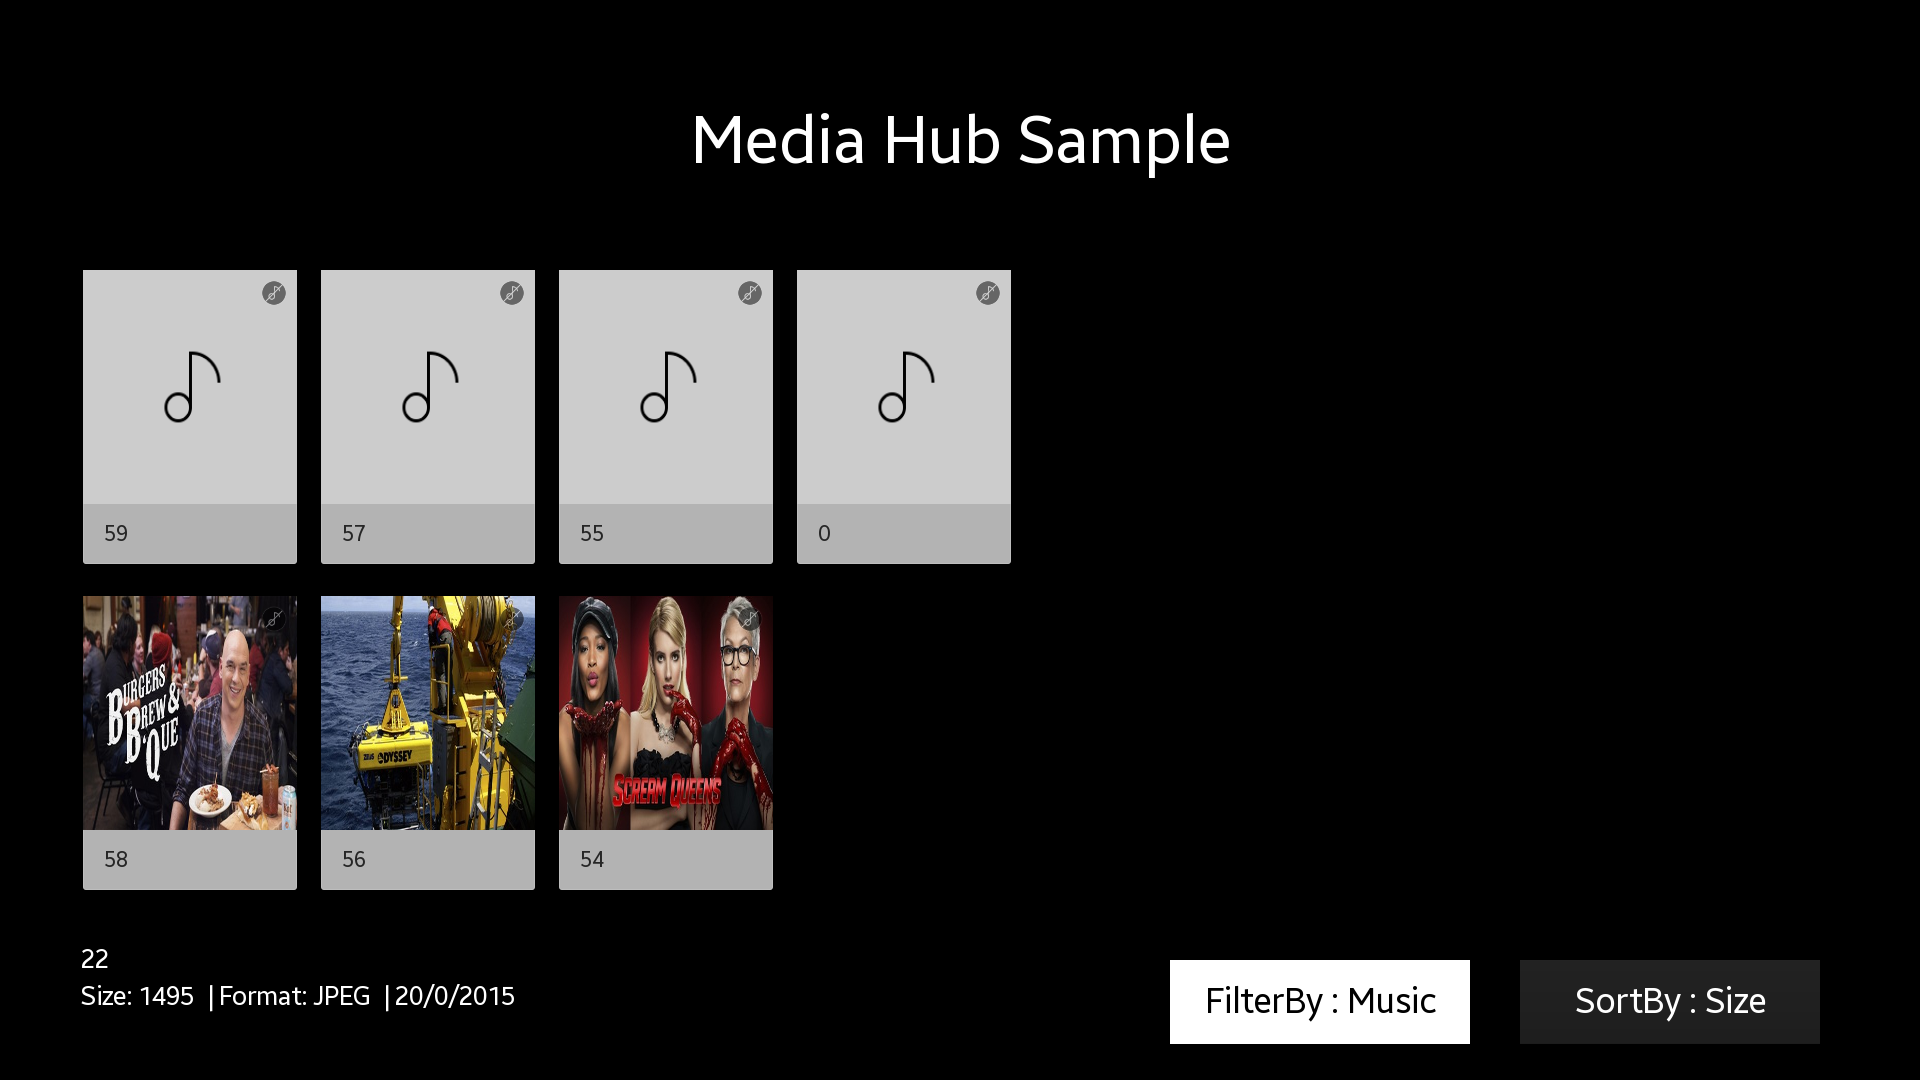 Media Hub Sample
59
57
55
0
BURGERS
BREW &
'QUE
ZEUS ODYSSEY
SCREAM QUEENS
58
56
54
22
Size: 1495 | Format: JPEG | 20/0/2015
FilterBy : Music
SortBy : Size